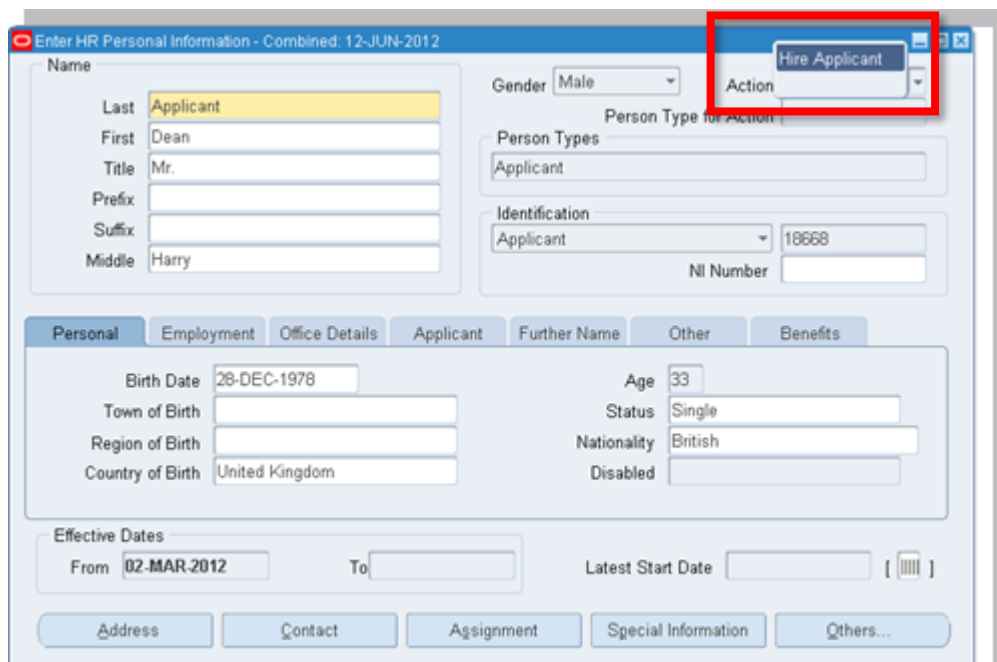 Enter HR Personal Information - Combined: 12-JUN-2012
Hire Applicant
Name
Gender Male Action
Last Applicant
Person Type for Action
First Dean
Person Types
Title Mr.
Applicant
Prefix
Suffix
Identification
Applicant 18668
Middle Harry
NI Number
Personal Employment Office Details Applicant Further Name Other Benefits
Birth Date 28-DEC-1978 Age 33
Town of Birth Status Single
Region of Birth Nationality British
Country of Birth United Kingdom Disabled
Effective Dates
From 02-MAR-2012 To Latest Start Date [ ]
Address Contact Assignment Special Information Others...